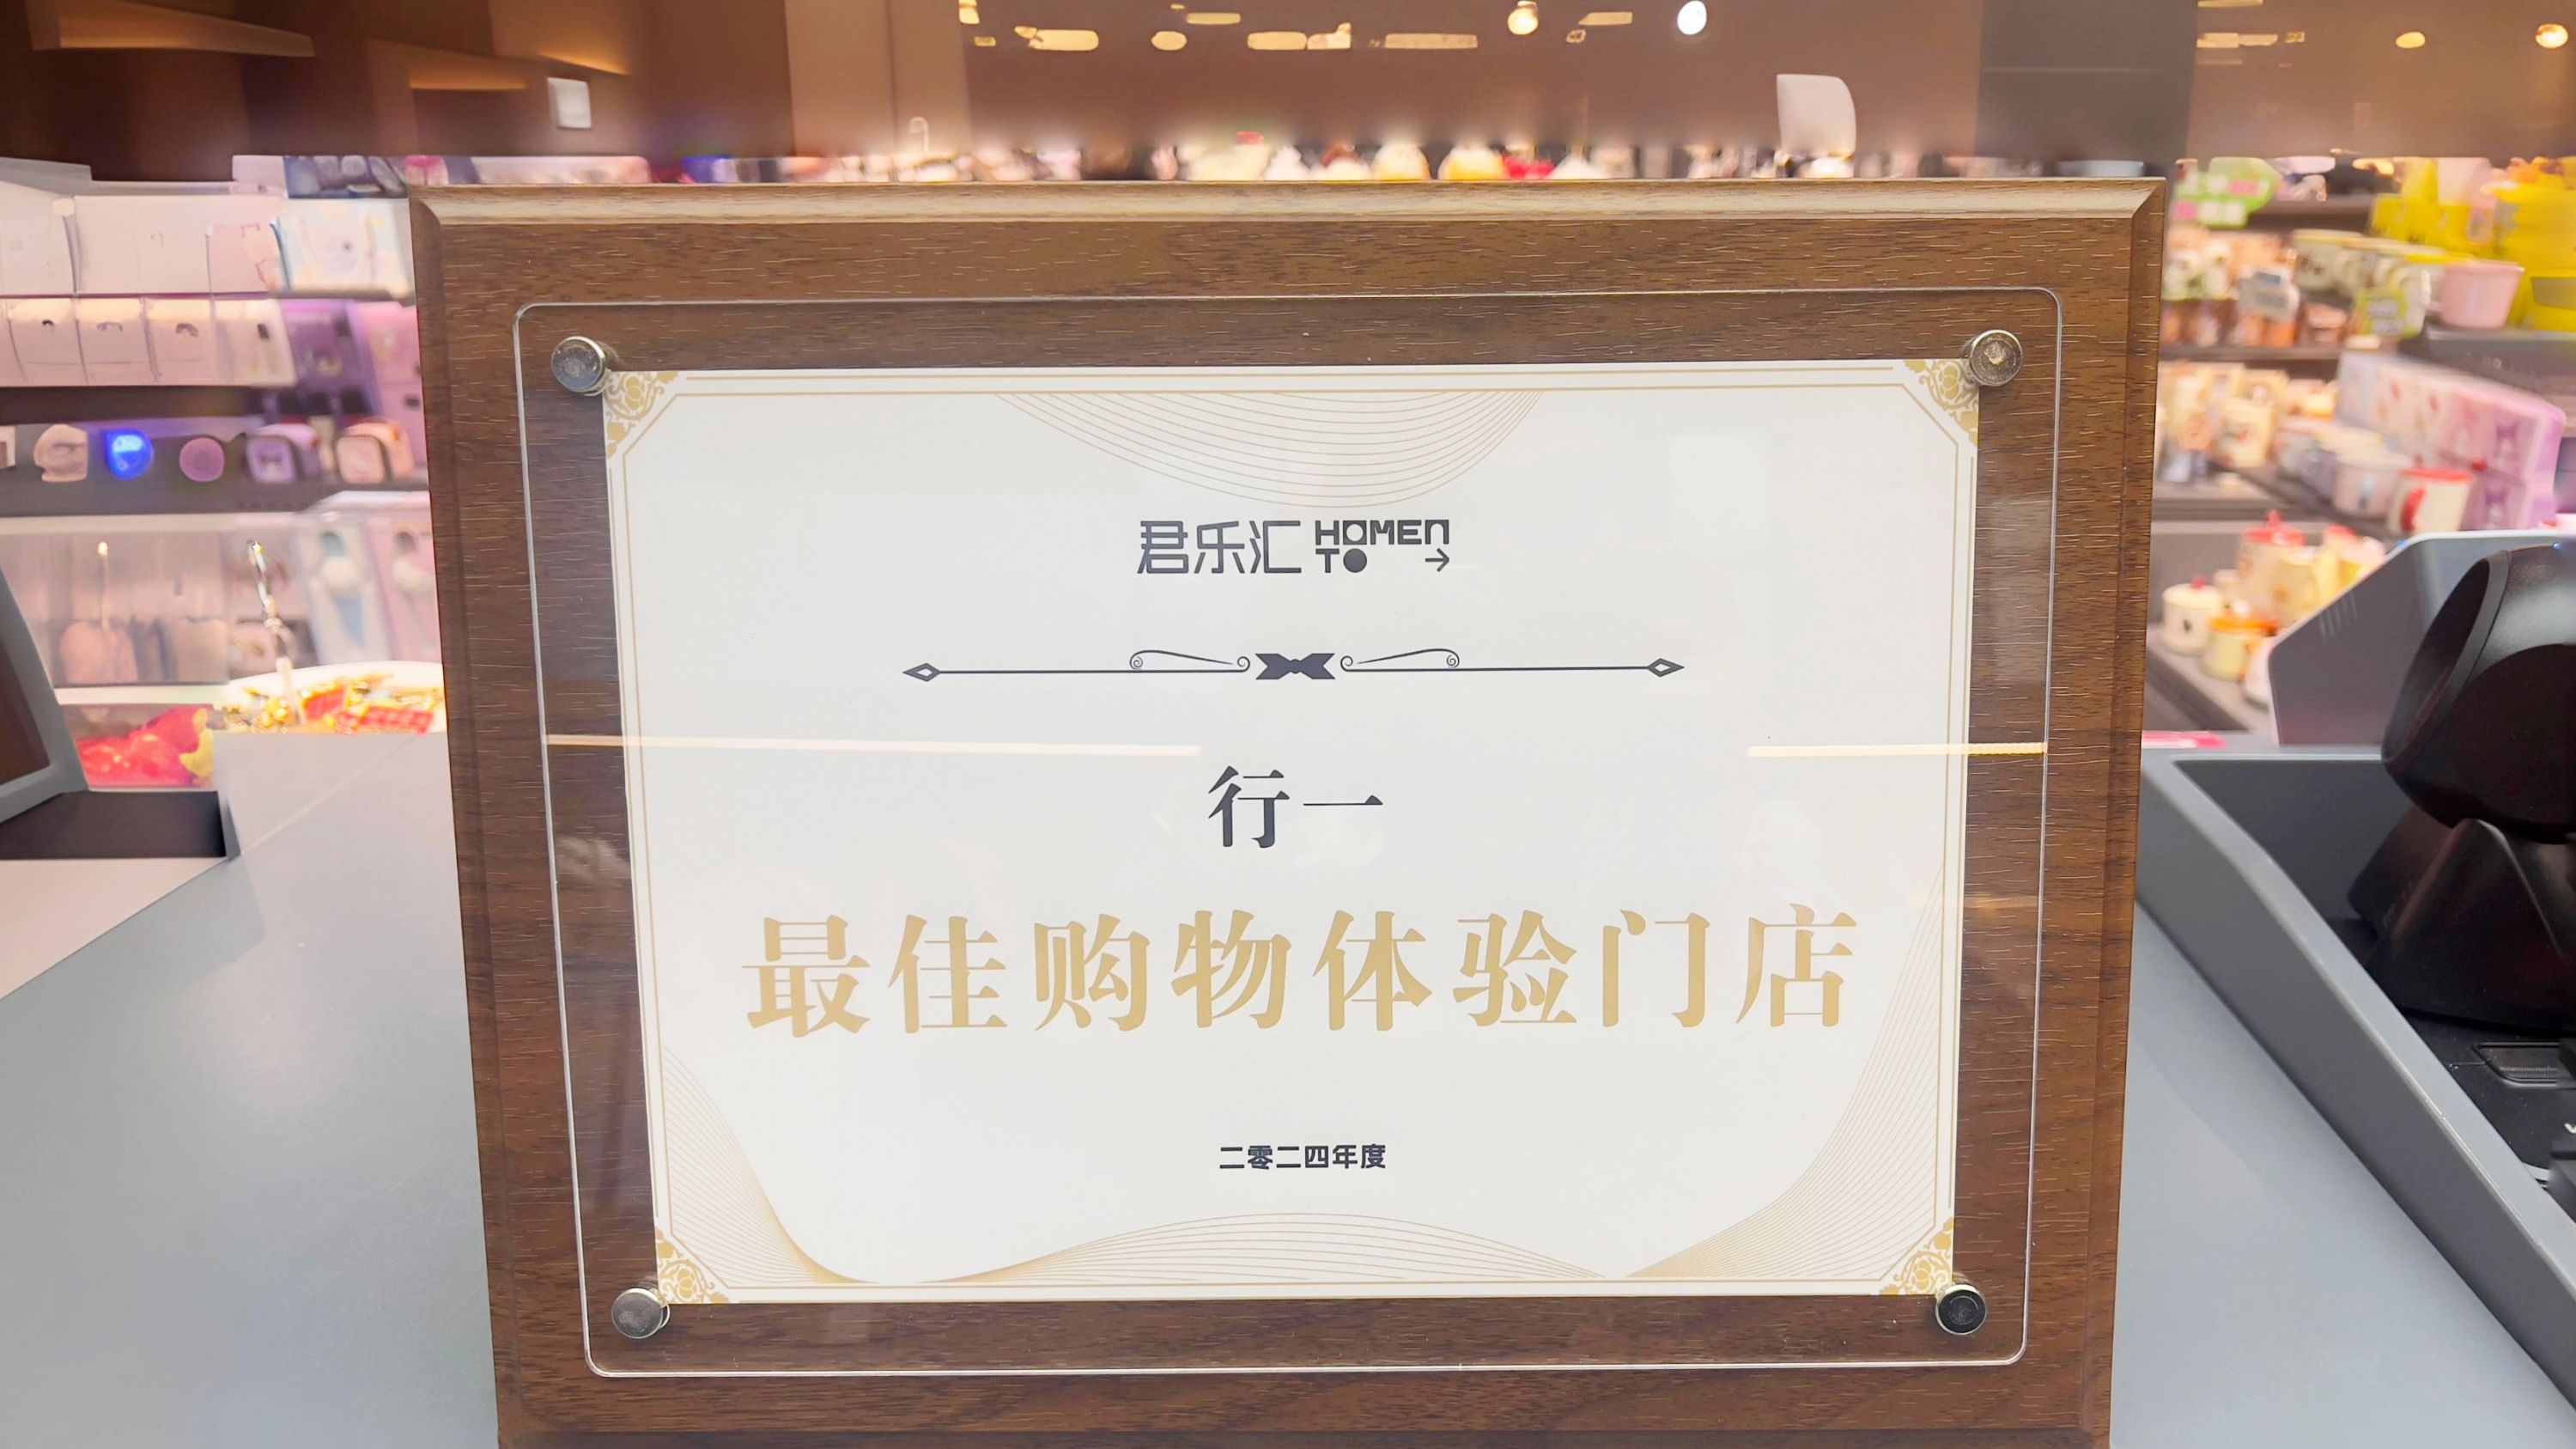 君乐汇 HOMEN
TO →
行一
最佳购物体验门店
二零二四年度